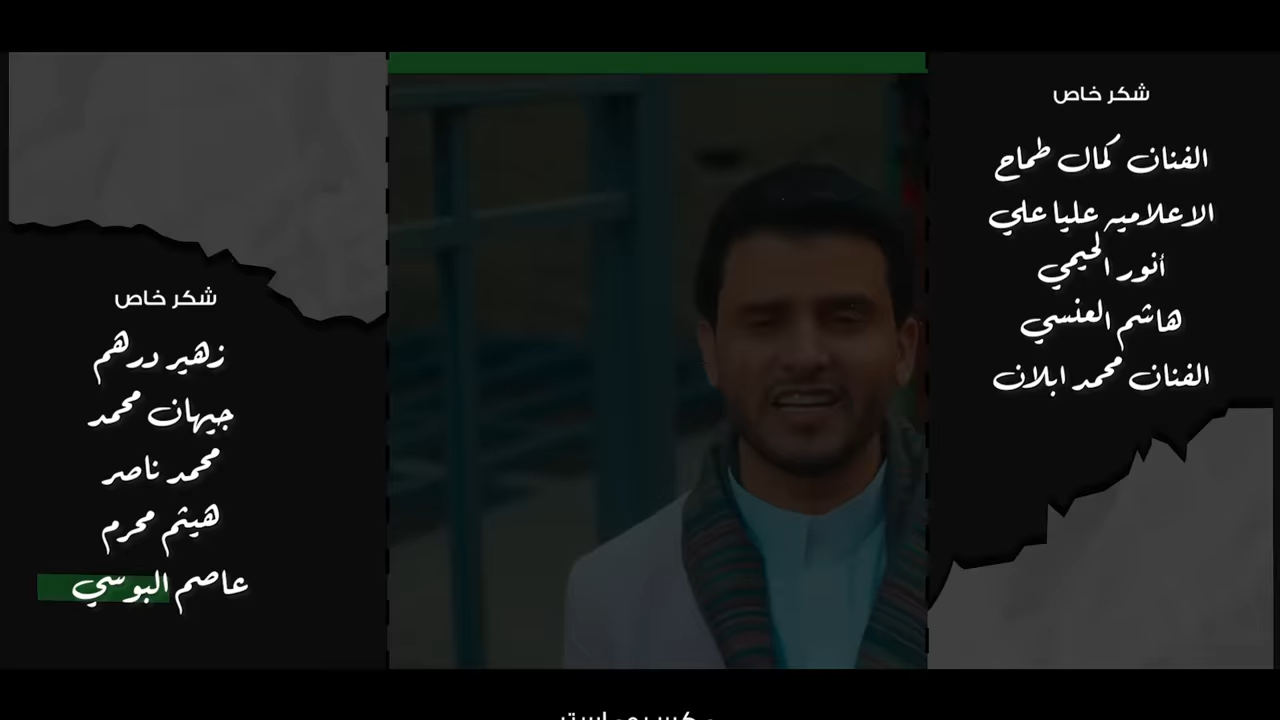 شكر خاص
الفنان كمال طماح
الاعلاميه عليا علي
أنور الحيمي
هاشم العنسي
الفنان محمد ابلان
شكر خاص
زهير درهم
جيهان محمد
محمد ناصر
هيثم محرم
عاصم البوسي